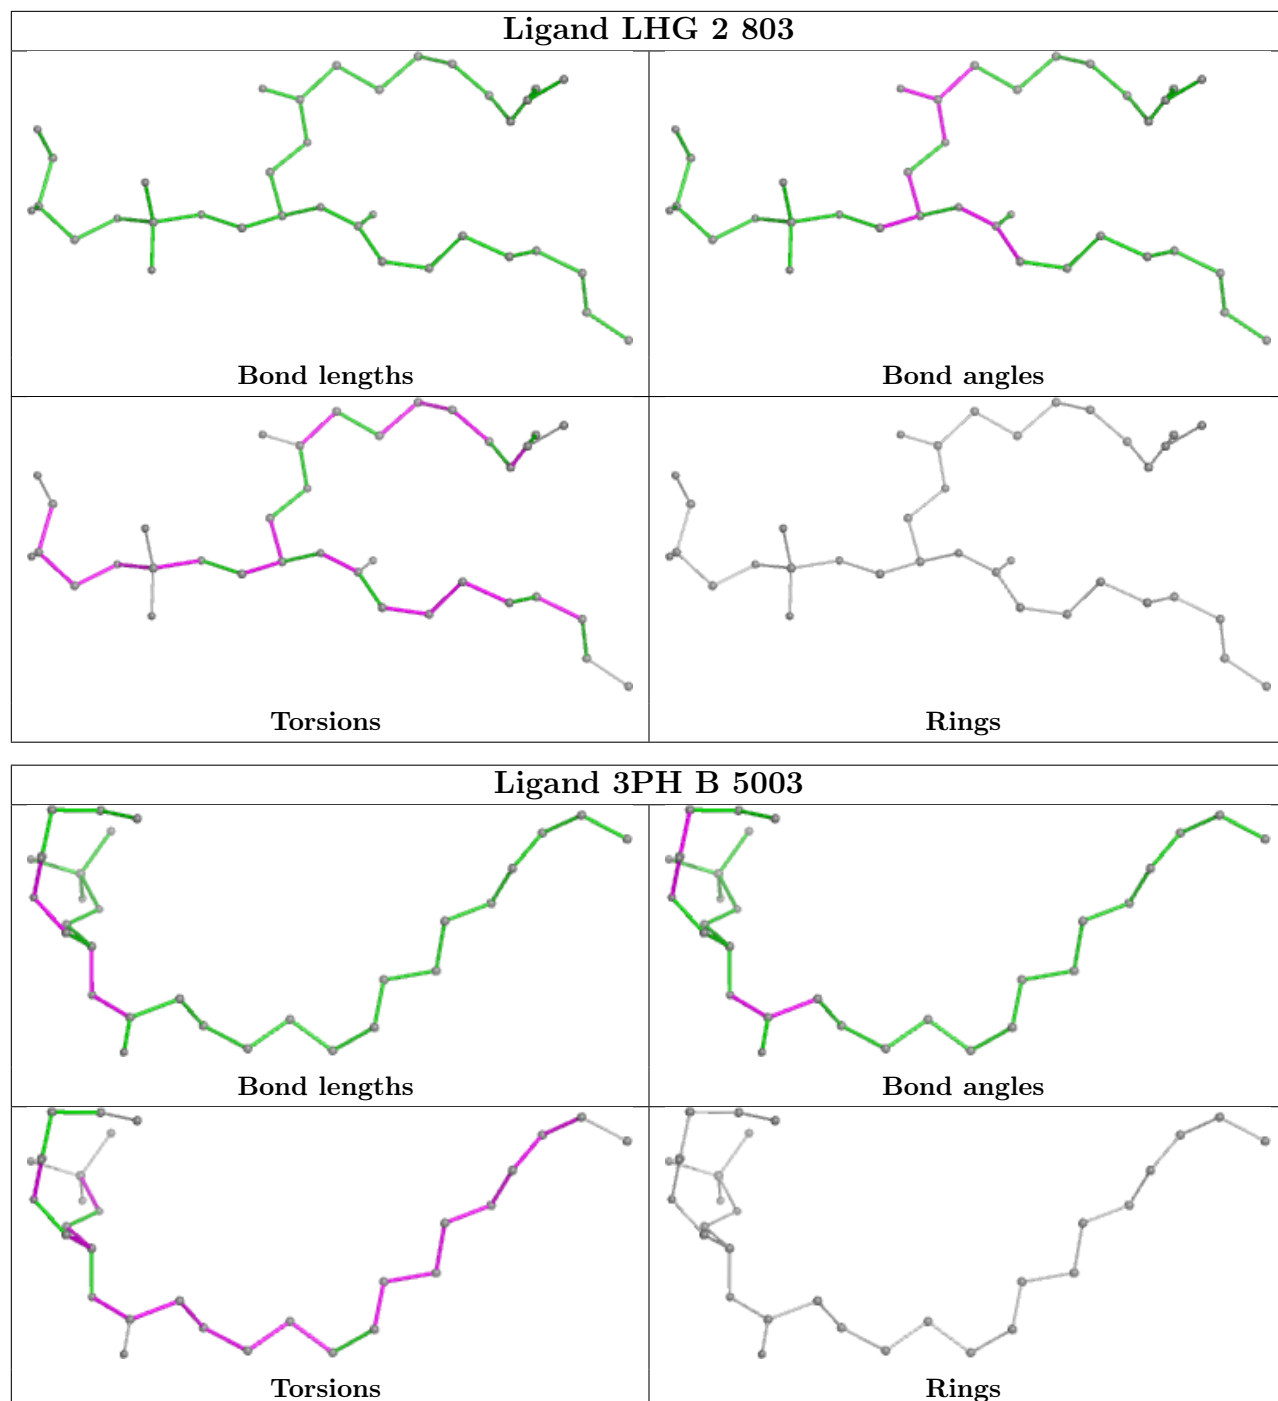 Ligand LHG 2 803
Bond lengths
Bond angles
Torsions
Rings
Ligand 3PH B 5003
Bond lengths
Bond angles
Torsions
Rings